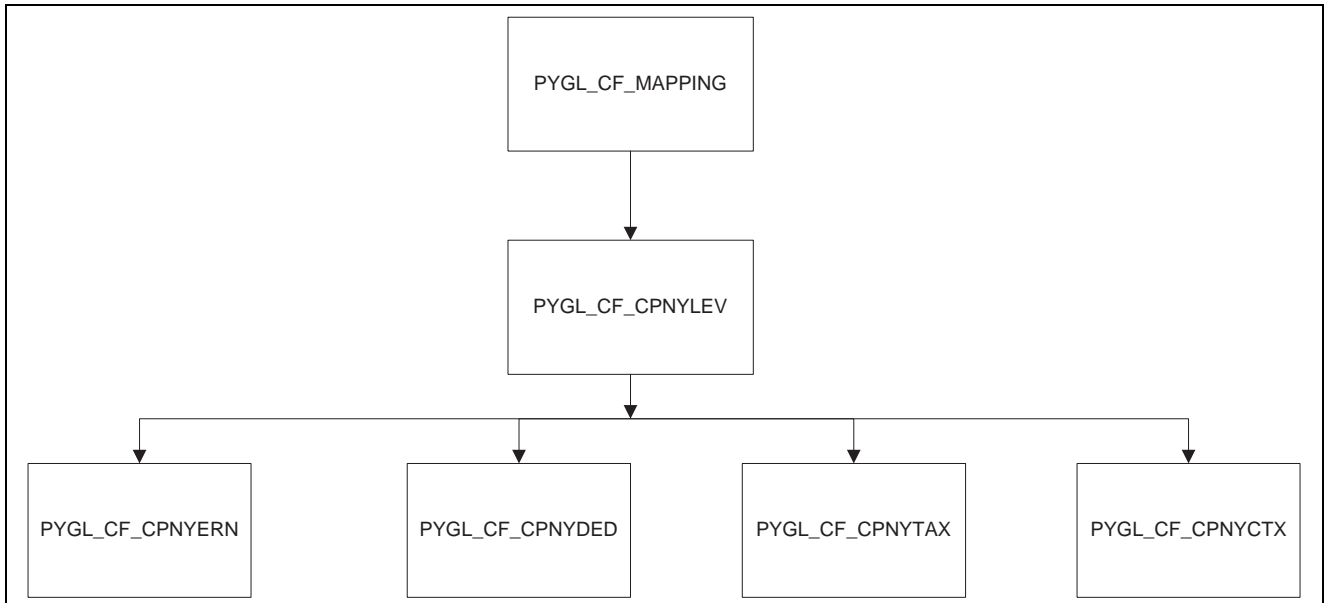 PYGL_CF_MAPPING
PYGL_CF_CPNYLEV
PYGL_CF_CPNYERN
PYGL_CF_CPNYDED
PYGL_CF_CPNYTAX
PYGL_CF_CPNYCTX